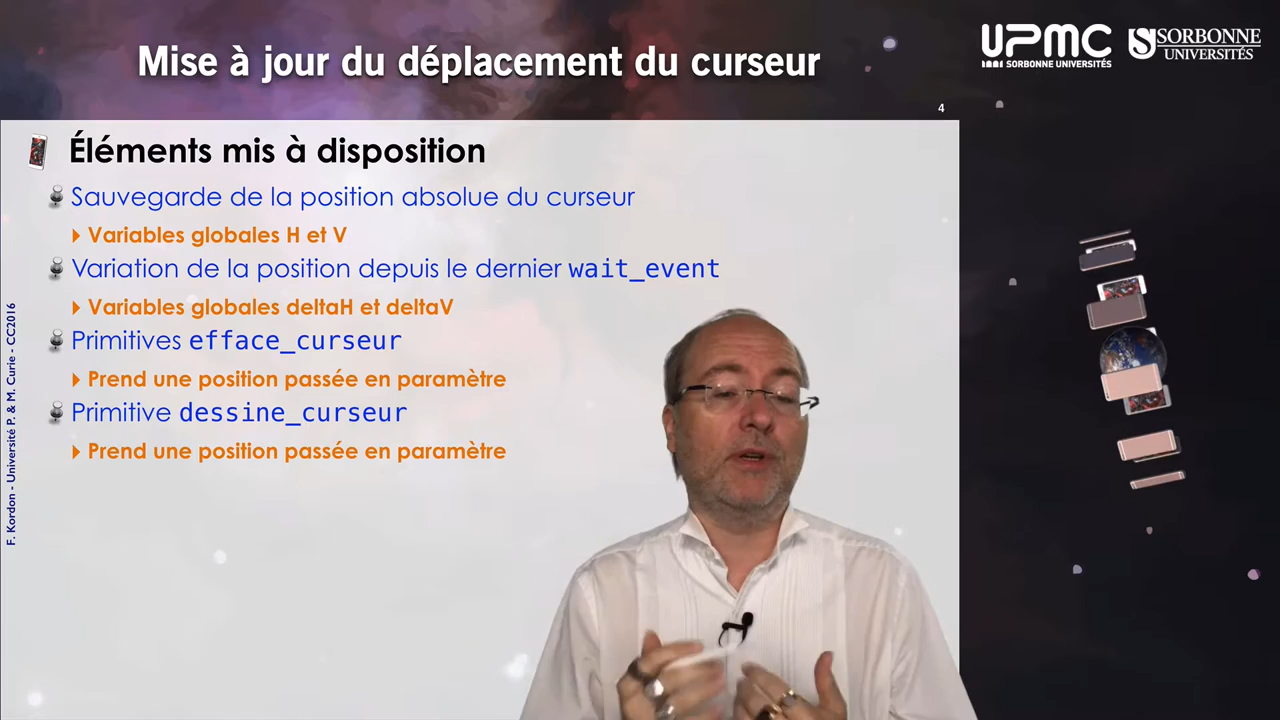 Mise à jour du déplacement du curseur
UPMC
SORBONNE UNIVERSITÉS
SORBONNE
UNIVERSITÉS
4
Éléments mis à disposition
Sauvegarde de la position absolue du curseur
Variables globales H et V
Variation de la position depuis le dernier wait_event
Variables globales deltaH et deltaV
Primitives efface_curseur
Prend une position passée en paramètre
Primitive dessine_curseur
Prend une position passée en paramètre
F. Kordon - Université P. & M. Curie - CC2016